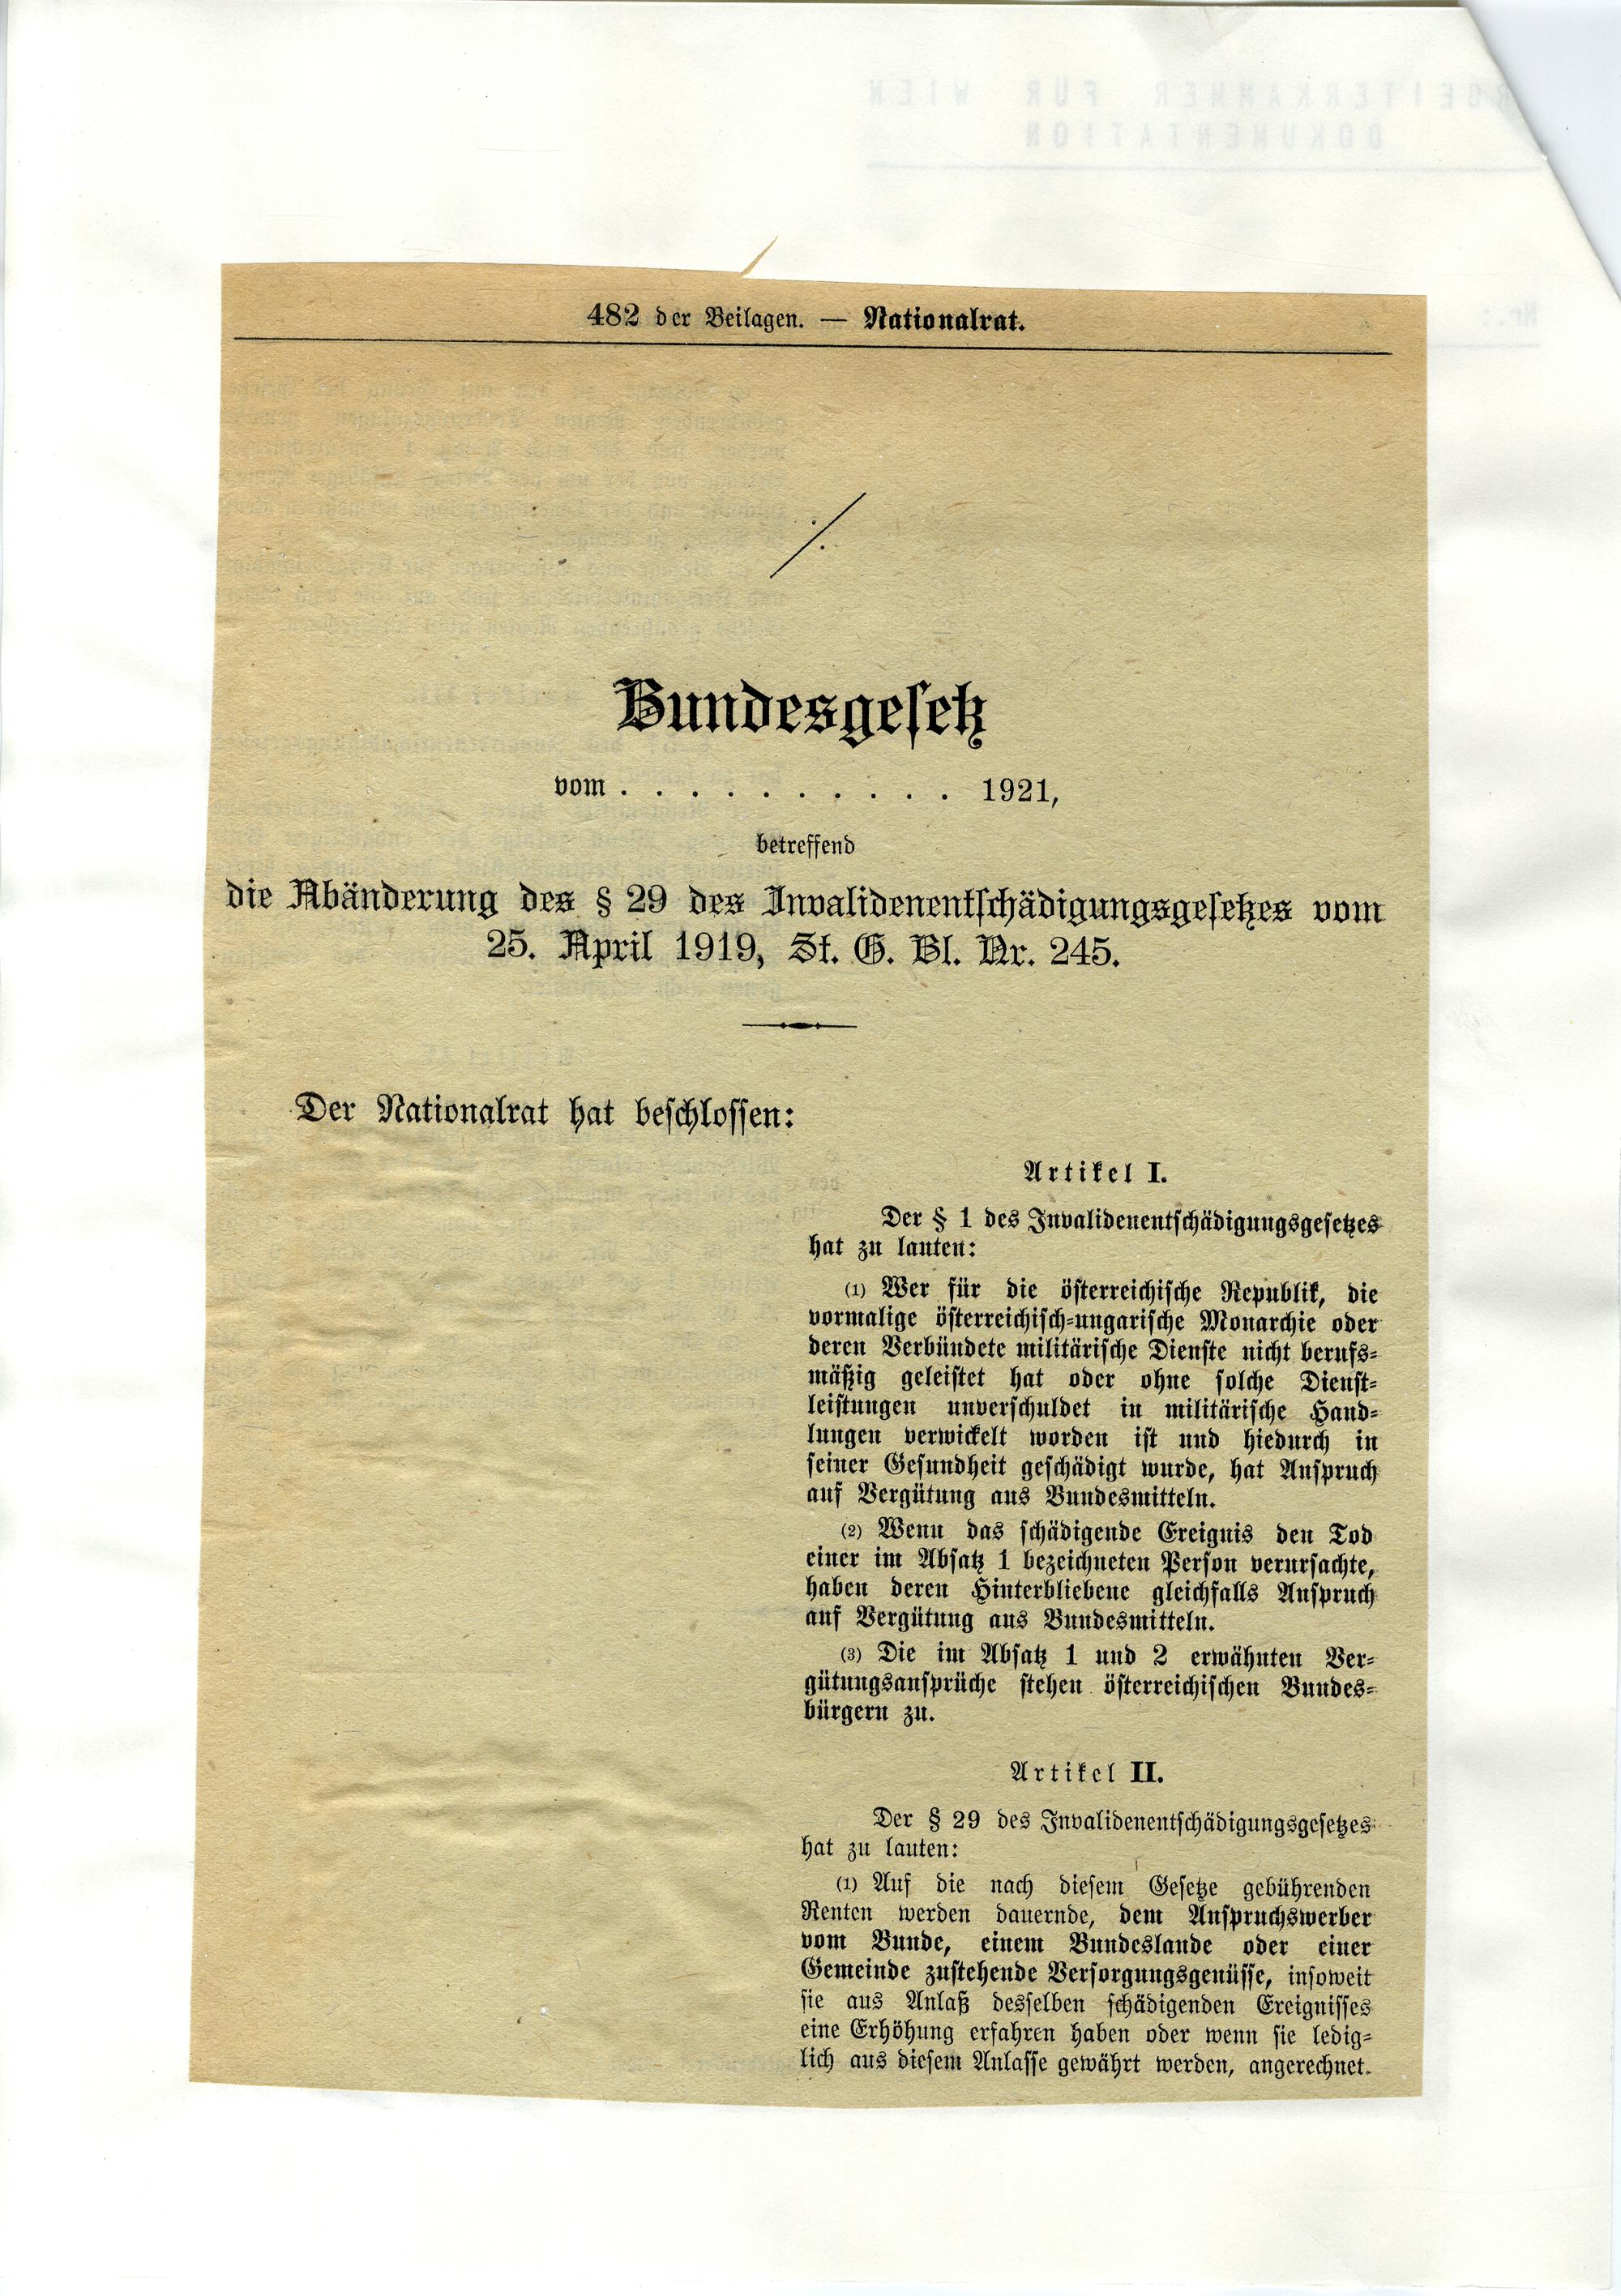 482 der Beilagen. — Nationalrat.
./.
Bundesgesetz
vom . . . . . . . . . . 1921,
betreffend
die Abänderung des § 29 des Invalidenentschädigungsgesetzes vom
25. April 1919, St. G. Bl. Nr. 245.
Der Nationalrat hat beschlossen:
Artikel I.
Der § 1 des Invalidenentschädigungsgesetzes
hat zu lauten:
(1) Wer für die österreichische Republik, die
vormalige österreichisch-ungarische Monarchie oder
deren Verbündete militärische Dienste nicht berufs-
mäßig geleistet hat oder ohne solche Dienst-
leistungen unverschuldet in militärische Hand-
lungen verwickelt worden ist und hiedurch in
seiner Gesundheit geschädigt wurde, hat Anspruch
auf Vergütung aus Bundesmitteln.
(2) Wenn das schädigende Ereignis den Tod
einer im Absatz 1 bezeichneten Person verursachte,
haben deren Hinterbliebene gleichfalls Anspruch
auf Vergütung aus Bundesmitteln.
(3) Die im Absatz 1 und 2 erwähnten Ver-
gütungsansprüche stehen österreichischen Bundes-
bürgern zu.
Artikel II.
Der § 29 des Invalidenentschädigungsgesetzes
hat zu lauten:
(1) Auf die nach diesem Gesetze gebührenden
Renten werden dauernde, dem Anspruchswerber
vom Bunde, einem Bundeslande oder einer
Gemeinde zustehende Versorgungsgenüsse, insoweit
sie aus Anlaß desselben schädigenden Ereignisses
eine Erhöhung erfahren haben oder wenn sie ledig-
lich aus diesem Anlasse gewährt werden, angerechnet.